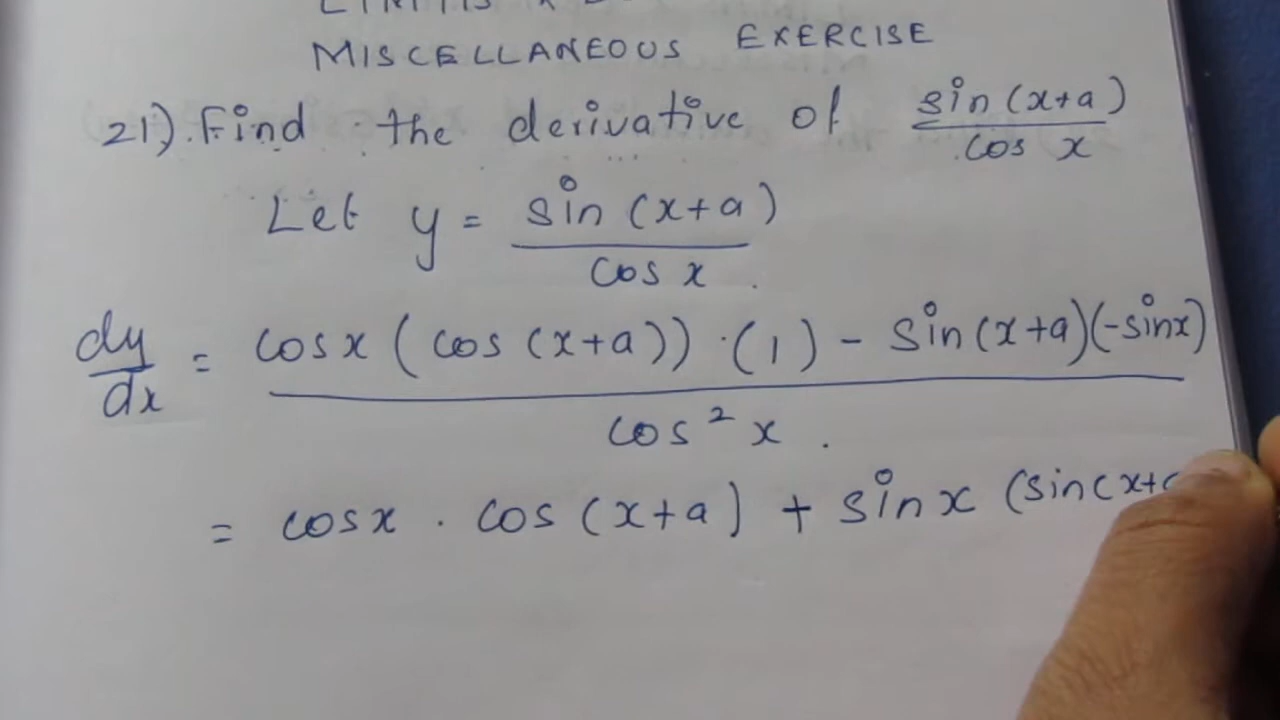 MISCELLANEOUS EXERCISE
21). Find the derivative of sin (x+a) / cos x
Let y = sin (x+a) / cos x .
dy/dx = cos x ( cos (x+a)) · (1) - sin (x+a)(-sinx) / cos² x .
= cos x . cos (x+a) + sin x (sin(x+